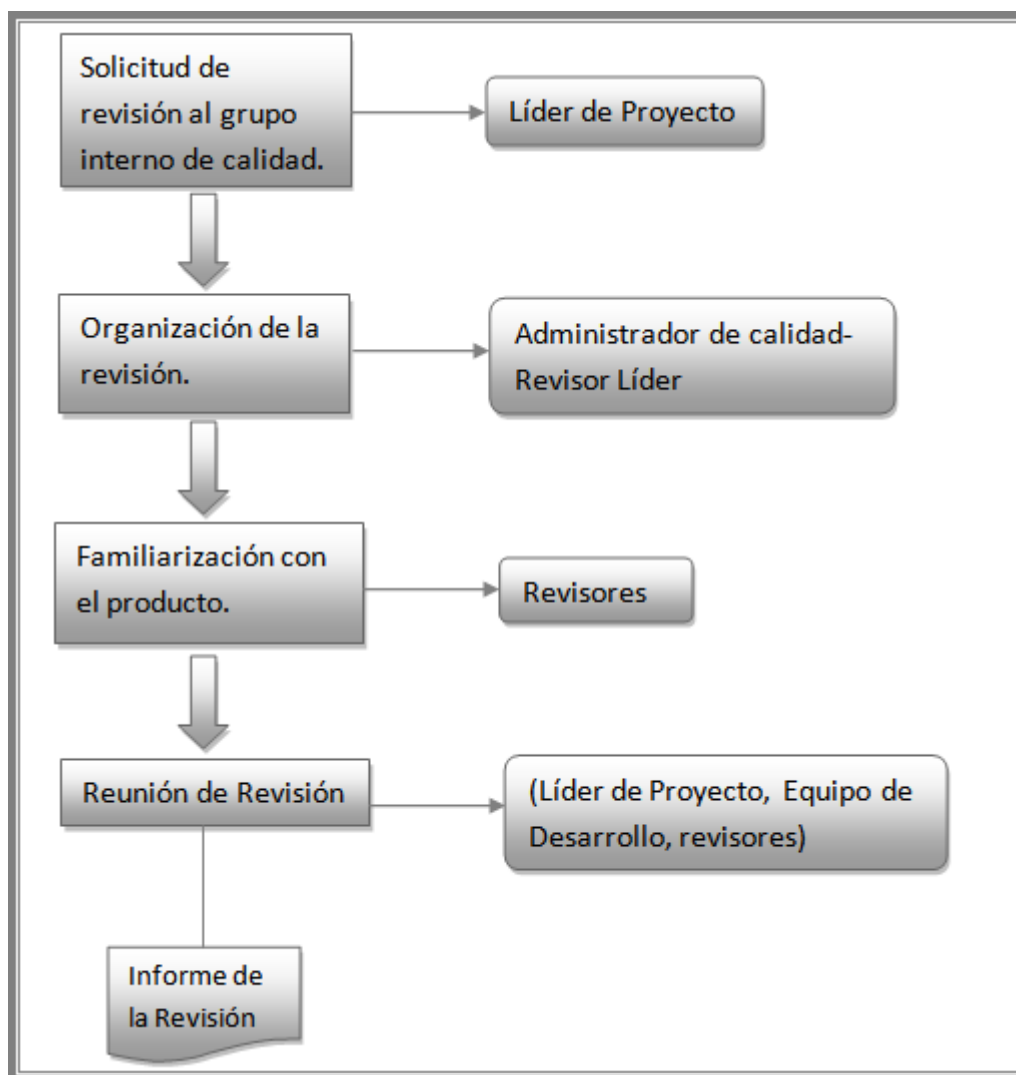 Solicitud de
revisión al grupo
interno de calidad.
Líder de Proyecto
Organización de la
revisión.
Administrador de calidad-
Revisor Líder
Familiarización con
el producto.
Revisores
Reunión de Revisión
(Líder de Proyecto, Equipo de
Desarrollo, revisores)
Informe de
la Revisión